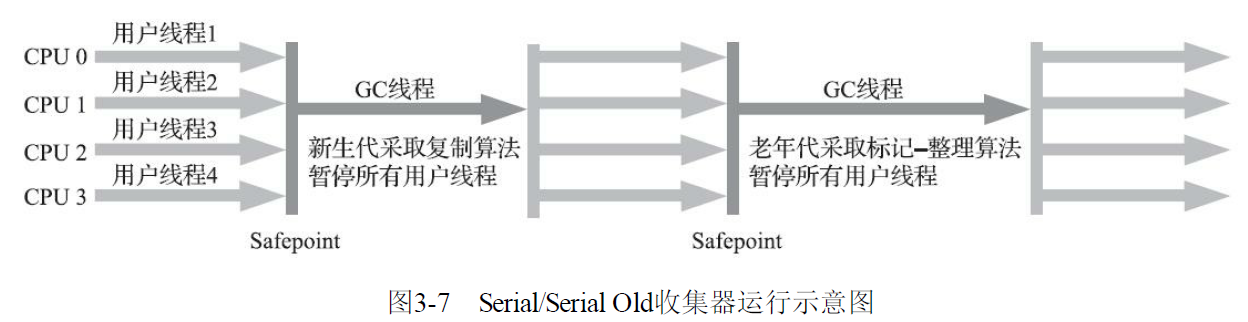 用户线程1
CPU 0
用户线程2
CPU 1
用户线程3
CPU 2
用户线程4
CPU 3
Safepoint
GC线程
新生代采取复制算法
暂停所有用户线程
Safepoint
GC线程
老年代采取标记-整理算法
暂停所有用户线程
图3-7 Serial/Serial Old收集器运行示意图